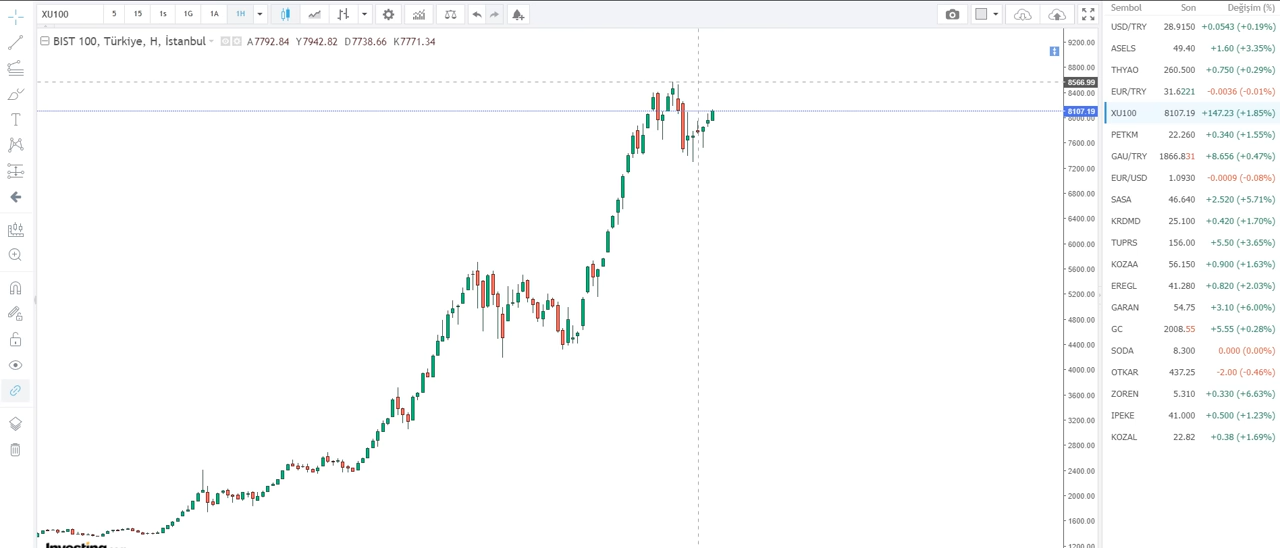 XU100 5 15 1s 1G 1A 1H
BIST 100, Türkiye, H, İstanbul A7792.84 Y7942.82 D7738.66 K7771.34
9200.00
8800.00
8566.99
8400.00
8107.19
8000.00
7600.00
7200.00
6800.00
6400.00
6000.00
5600.00
5200.00
4800.00
4400.00
4000.00
3600.00
3200.00
2800.00
2400.00
2000.00
1600.00
1200.00
Investing
Sembol Son Değişim (%)
USD/TRY 28.9150 +0.0543 (+0.19%)
ASELS 49.40 +1.60 (+3.35%)
THYAO 260.500 +0.750 (+0.29%)
EUR/TRY 31.6221 -0.0036 (-0.01%)
XU100 8107.19 +147.23 (+1.85%)
PETKM 22.260 +0.340 (+1.55%)
GAU/TRY 1866.831 +8.656 (+0.47%)
EUR/USD 1.0930 -0.0009 (-0.08%)
SASA 46.640 +2.520 (+5.71%)
KRDMD 25.100 +0.420 (+1.70%)
TUPRS 156.00 +5.50 (+3.65%)
KOZAA 56.150 +0.900 (+1.63%)
EREGL 41.280 +0.820 (+2.03%)
GARAN 54.75 +3.10 (+6.00%)
GC 2008.55 +5.55 (+0.28%)
SODA 8.300 0.000 (0.00%)
OTKAR 437.25 -2.00 (-0.46%)
ZOREN 5.310 +0.330 (+6.63%)
IPEKE 41.000 +0.500 (+1.23%)
KOZAL 22.82 +0.38 (+1.69%)